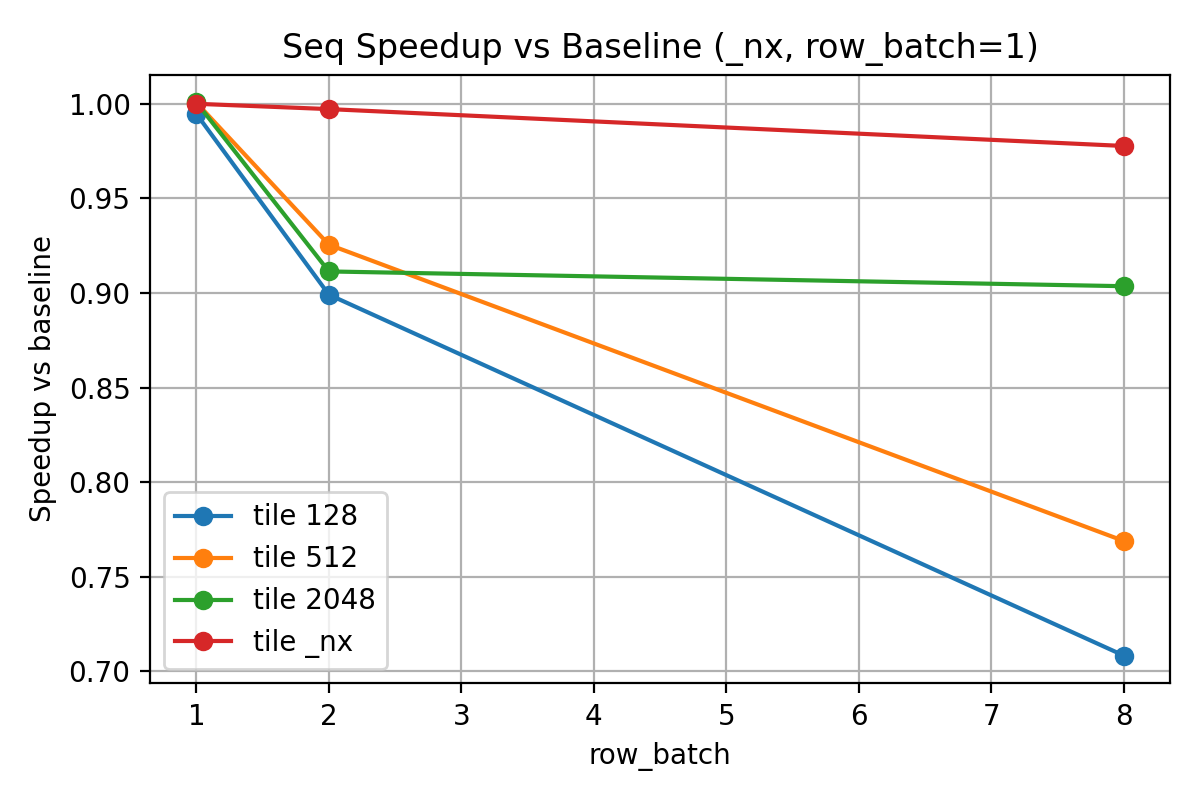 Seq Speedup vs Baseline (_nx, row_batch=1)
Speedup vs baseline
1.00
0.95
0.90
0.85
0.80
0.75
0.70
tile 128
tile 512
tile 2048
tile _nx
1 2 3 4 5 6 7 8
row_batch